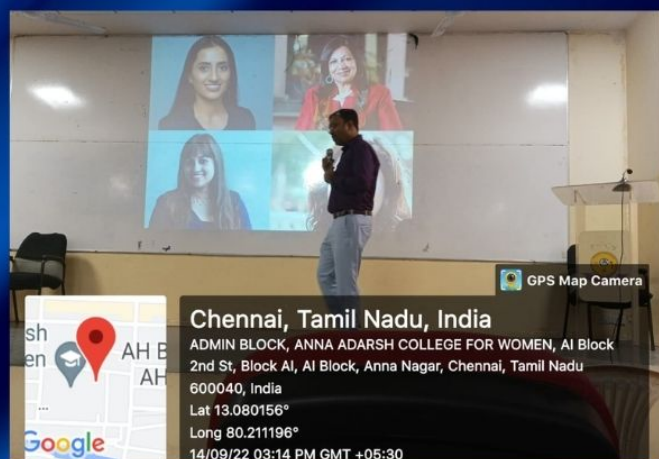 GPS Map Camera
Chennai, Tamil Nadu, India
ADMIN BLOCK, ANNA ADARSH COLLEGE FOR WOMEN, AI Block
2nd St, Block AI, AI Block, Anna Nagar, Chennai, Tamil Nadu
600040, India
Lat 13.080156°
Long 80.211196°
14/09/22 03:14 PM GMT +05:30
sh
en
AH B
AH
...
Google